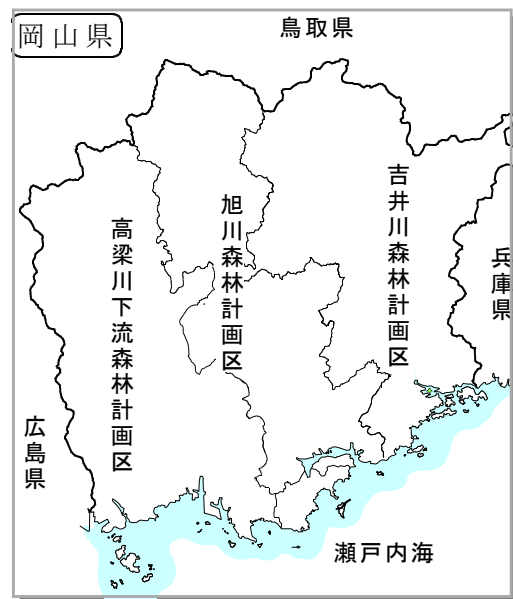 岡山県
鳥取県
吉井川森林計画区
旭川森林計画区
高梁川下流森林計画区
兵庫県
広島県
瀬戸内海